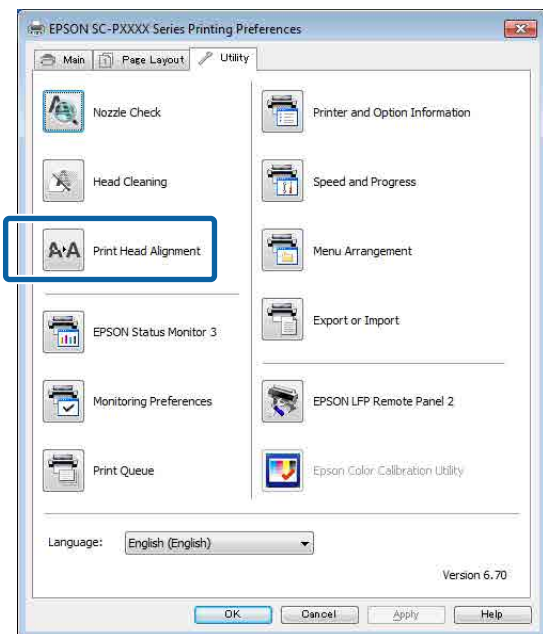 EPSON SC-PXXXX Series Printing Preferences
Main
Page Layout
Utility
Nozzle Check
Printer and Option Information
Head Cleaning
Speed and Progress
A▸A Print Head Alignment
Menu Arrangement
EPSON Status Monitor 3
Export or Import
Monitoring Preferences
EPSON LFP Remote Panel 2
Print Queue
Epson Color Calibration Utility
Language: English (English)
Version 6.70
OK Cancel Apply Help